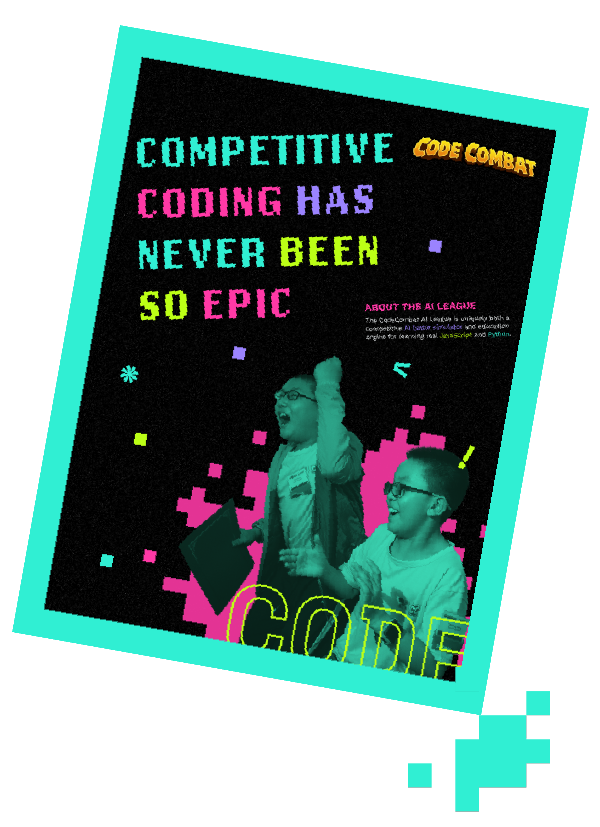 COMPETITIVE
CODE COMBAT
CODING HAS
NEVER BEEN
SO EPIC
ABOUT THE AI LEAGUE
The CodeCombat AI League is uniquely both a
competitive AI battle simulator and education
engine for learning real JavaScript and Python.
<
!
CODE